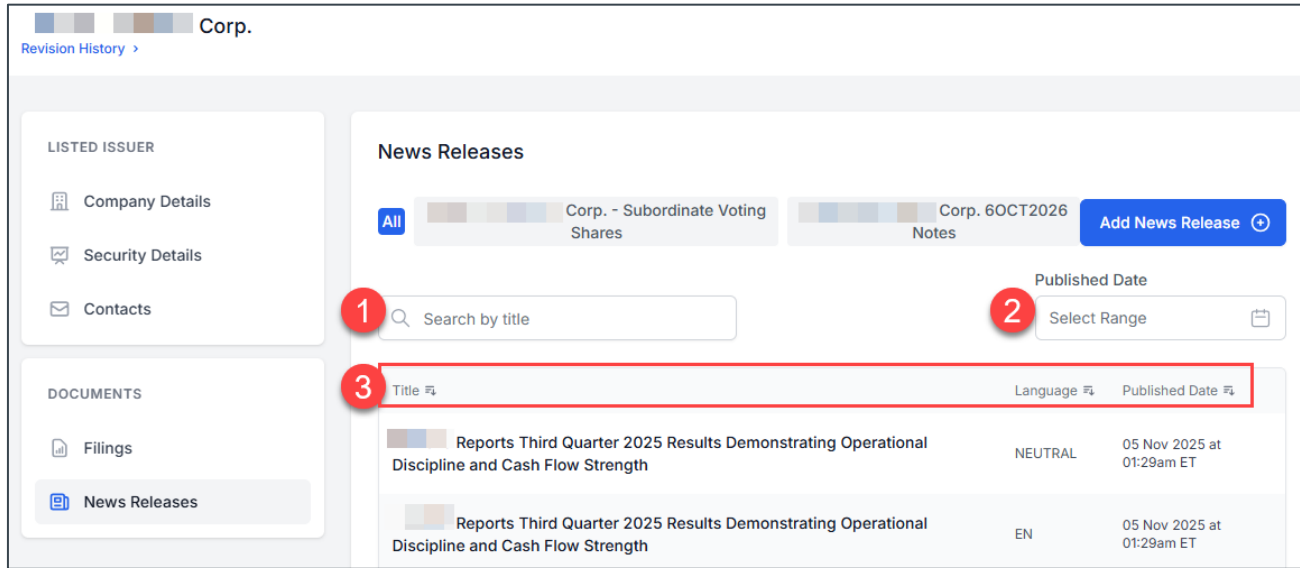 Corp.
Revision History >
LISTED ISSUER
Company Details
Security Details
Contacts
DOCUMENTS
Filings
News Releases
News Releases
All
Corp. - Subordinate Voting
Shares
Corp. 6OCT2026
Notes
Add News Release
Published Date
1
Search by title
2
Select Range
3
Title
Language
Published Date
Reports Third Quarter 2025 Results Demonstrating Operational
Discipline and Cash Flow Strength
NEUTRAL
05 Nov 2025 at
01:29am ET
Reports Third Quarter 2025 Results Demonstrating Operational
Discipline and Cash Flow Strength
EN
05 Nov 2025 at
01:29am ET